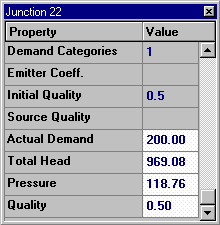 Junction 22
Property Value
Demand Categories 1
Emitter Coeff.
Initial Quality 0.5
Source Quality
Actual Demand 200.00
Total Head 969.08
Pressure 118.76
Quality 0.50